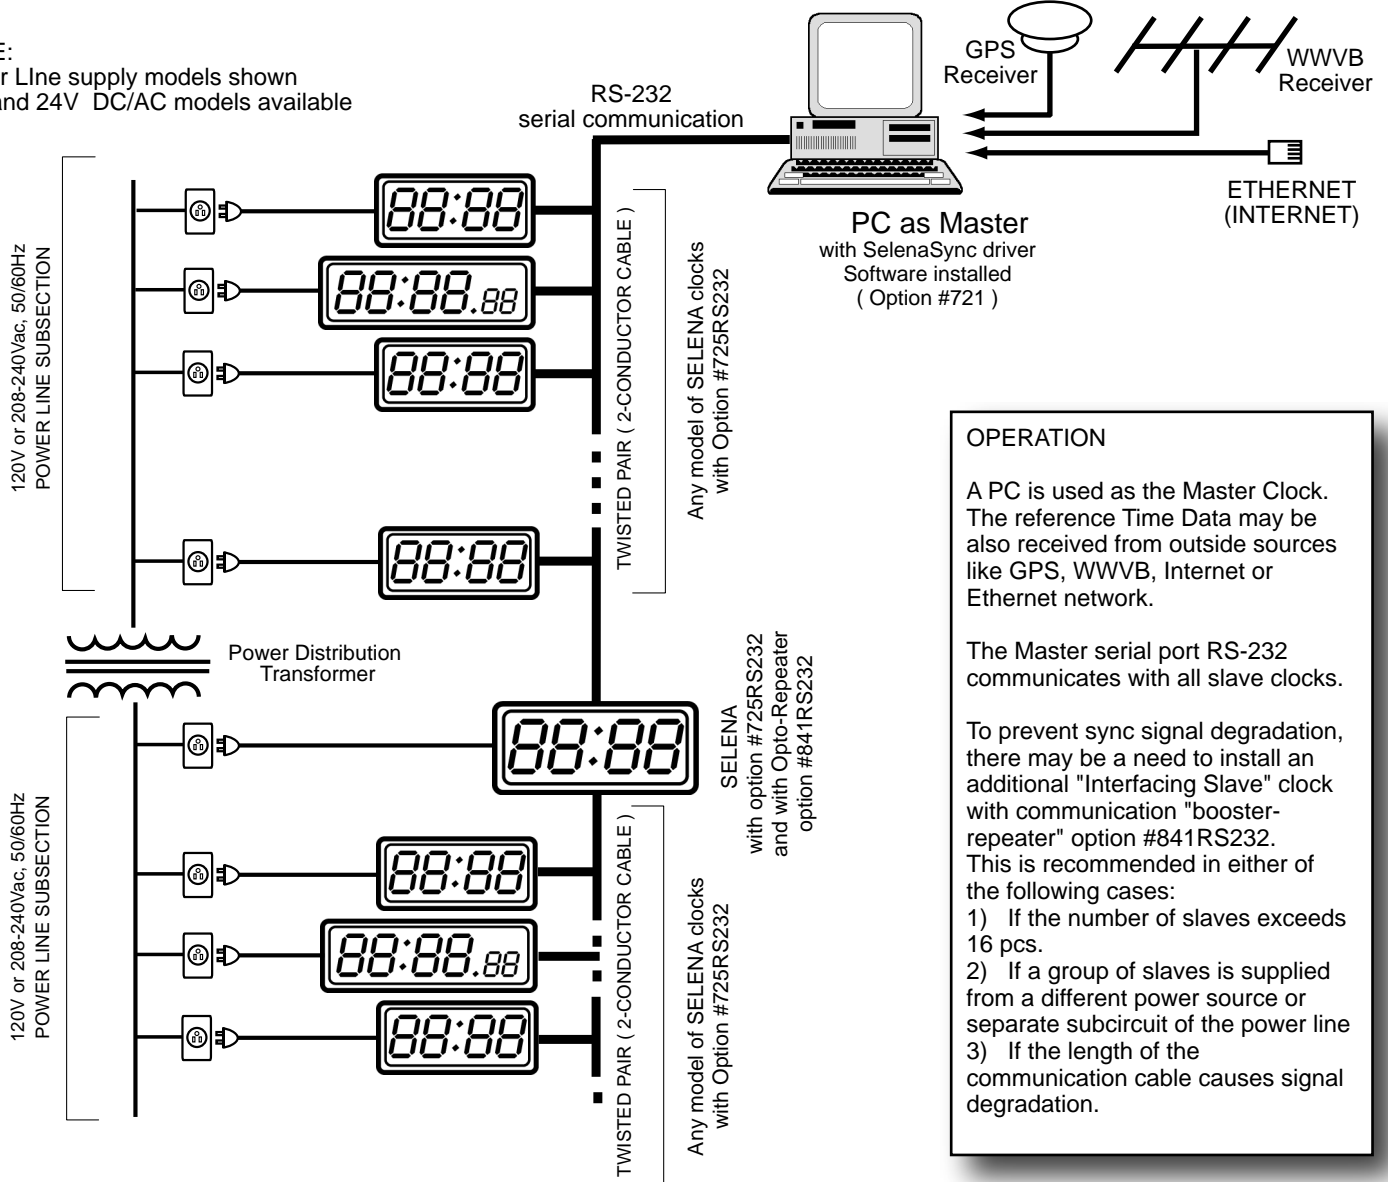 E:
r LIne supply models shown
and 24V DC/AC models available
RS-232
serial communication
GPS
Receiver
WWVB
Receiver
ETHERNET
(INTERNET)
PC as Master
with SelenaSync driver
Software installed
( Option #721 )
120V or 208-240Vac, 50/60Hz
POWER LINE SUBSECTION
88:88
88:88.88
88:88
88:88
TWISTED PAIR ( 2-CONDUCTOR CABLE )
Any model of SELENA clocks
with Option #725RS232
Power Distribution
Transformer
88:88
SELENA
with option #725RS232
and with Opto-Repeater
option #841RS232
120V or 208-240Vac, 50/60Hz
POWER LINE SUBSECTION
88:88
88:88.88
88:88
TWISTED PAIR ( 2-CONDUCTOR CABLE )
Any model of SELENA clocks
with Option #725RS232
OPERATION
A PC is used as the Master Clock.
The reference Time Data may be
also received from outside sources
like GPS, WWVB, Internet or
Ethernet network.
The Master serial port RS-232
communicates with all slave clocks.
To prevent sync signal degradation,
there may be a need to install an
additional "Interfacing Slave" clock
with communication "booster-
repeater" option #841RS232.
This is recommended in either of
the following cases:
1) If the number of slaves exceeds
16 pcs.
2) If a group of slaves is supplied
from a different power source or
separate subcircuit of the power line
3) If the length of the
communication cable causes signal
degradation.